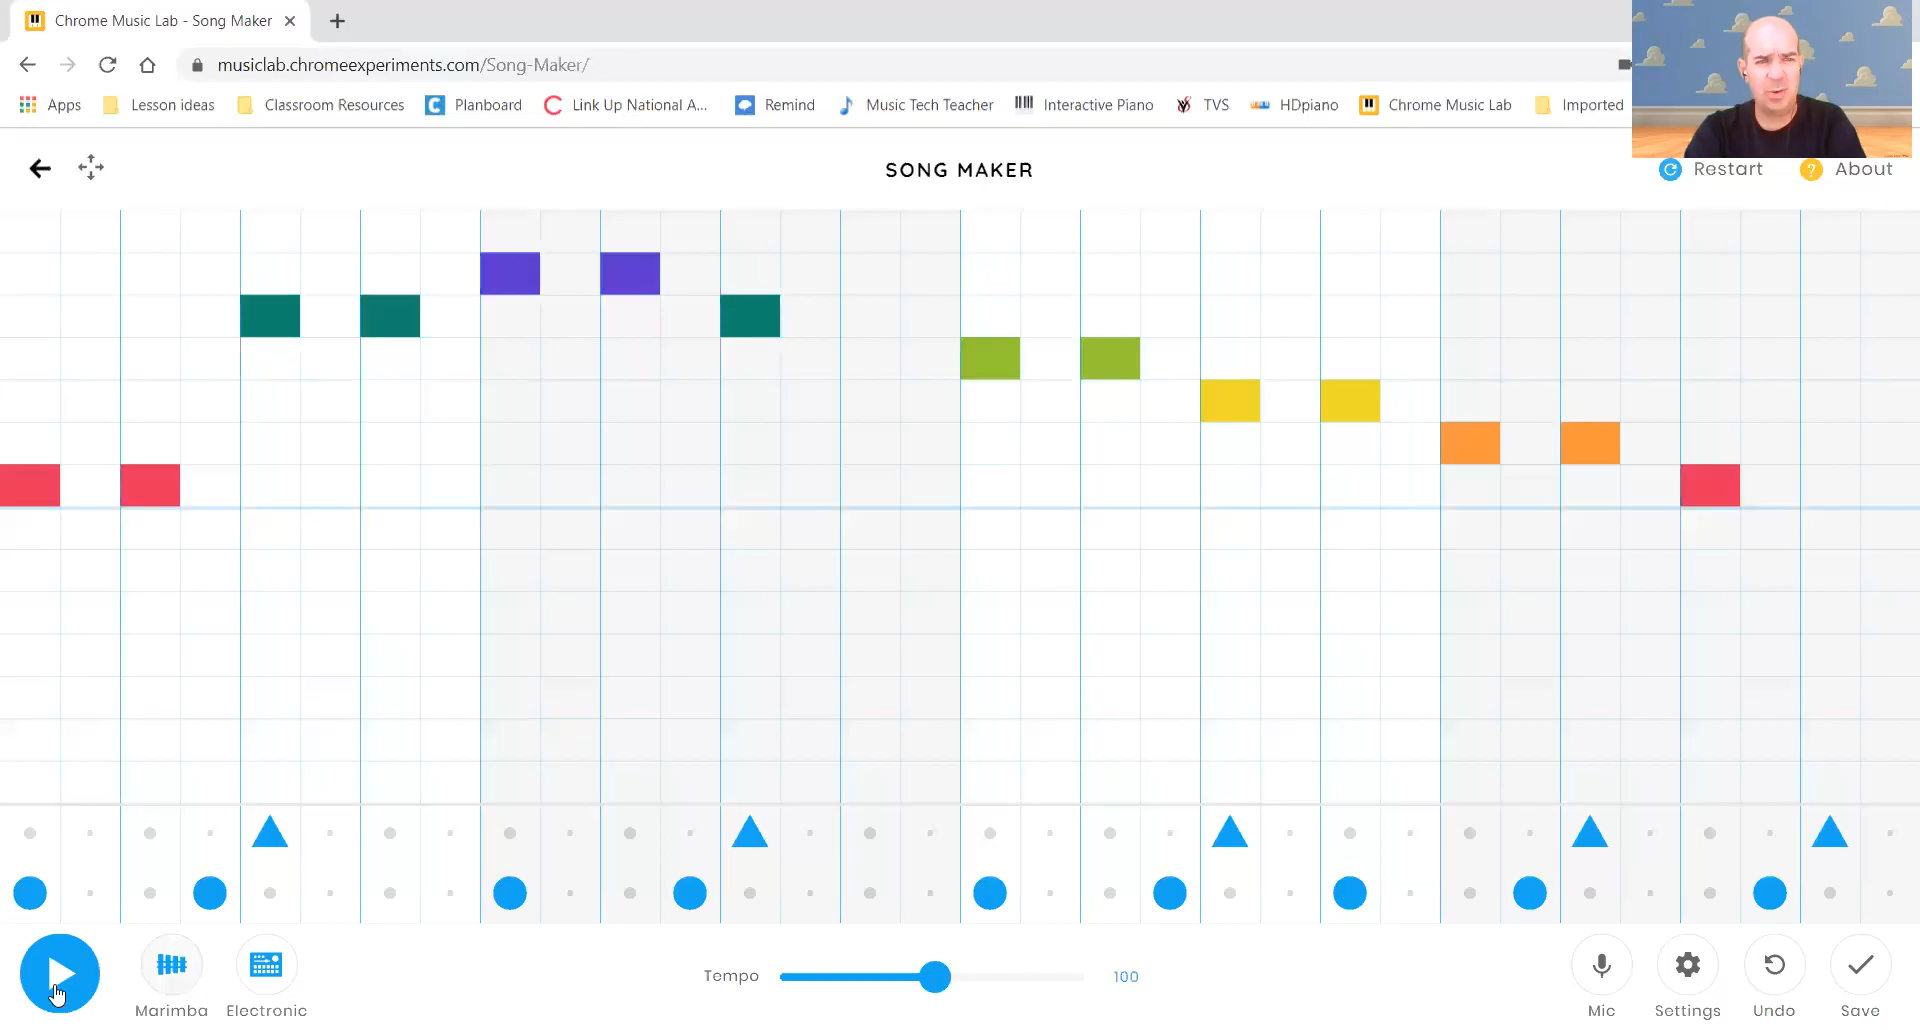 Chrome Music Lab - Song Maker
musiclab.chromeexperiments.com/Song-Maker/
Apps Lesson ideas Classroom Resources Planboard Link Up National A... Remind Music Tech Teacher Interactive Piano TVS HDpiano Chrome Music Lab Imported
SONG MAKER Restart ? About
Tempo 100
Marimba Electronic Mic Settings Undo Save